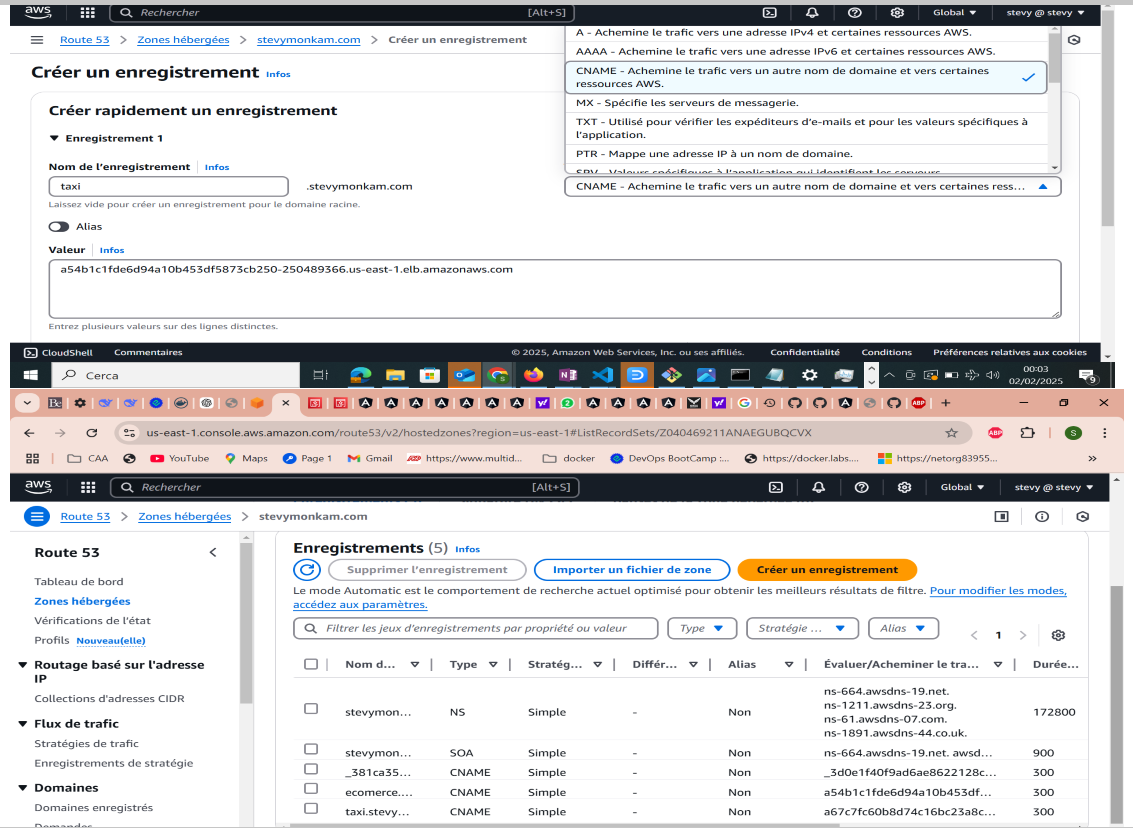 aws
Rechercher
[Alt+S]
Global
stevy @ stevy
Route 53 > Zones hébergées > stevymonkam.com > Créer un enregistrement
Créer un enregistrement Infos
Créer rapidement un enregistrement
Enregistrement 1
Nom de l'enregistrement Infos
taxi
.stevymonkam.com
Laissez vide pour créer un enregistrement pour le domaine racine.
A - Achemine le trafic vers une adresse IPv4 et certaines ressources AWS.
AAAA - Achemine le trafic vers une adresse IPv6 et certaines ressources AWS.
CNAME - Achemine le trafic vers un autre nom de domaine et vers certaines
ressources AWS.
MX - Spécifie les serveurs de messagerie.
TXT - Utilisé pour vérifier les expéditeurs d'e-mails et pour les valeurs spécifiques à
l'application.
PTR - Mappe une adresse IP à un nom de domaine.
SRV - Valeurs spécifiques à l'application qui identifient les serveurs.
CNAME - Achemine le trafic vers un autre nom de domaine et vers certaines ress...
Alias
Valeur Infos
a54b1c1fde6d94a10b453df5873cb250-250489366.us-east-1.elb.amazonaws.com
Entrez plusieurs valeurs sur des lignes distinctes.
CloudShell Commentaires © 2025, Amazon Web Services, Inc. ou ses affiliés. Confidentialité Conditions Préférences relatives aux cookies
Cerca
00:03
02/02/2025
9
us-east-1.console.aws.amazon.com/route53/v2/hostedzones?region=us-east-1#ListRecordSets/Z040469211ANAEGUBQCVX
ABP
S
CAA YouTube Maps Page 1 Gmail https://www.multid... docker DevOps BootCamp :... https://docker.labs.... https://netorg83955... »
aws
Rechercher
[Alt+S]
Global
stevy @ stevy
Route 53 > Zones hébergées > stevymonkam.com
Route 53
Tableau de bord
Zones hébergées
Vérifications de l'état
Profils Nouveau(elle)
Routage basé sur l'adresse
IP
Collections d'adresses CIDR
Flux de trafic
Stratégies de trafic
Enregistrements de stratégie
Domaines
Domaines enregistrés
Demandes
Enregistrements (5) Infos
Supprimer l'enregistrement
Importer un fichier de zone
Créer un enregistrement
Le mode Automatic est le comportement de recherche actuel optimisé pour obtenir les meilleurs résultats de filtre. Pour modifier les modes,
accédez aux paramètres.
Filtrer les jeux d'enregistrements par propriété ou valeur
Type
Stratégie ...
Alias
1
Nom d... Type Stratég... Différ... Alias Évaluer/Acheminer le tra... Durée...
stevymon... NS Simple - Non ns-664.awsdns-19.net.
ns-1211.awsdns-23.org.
ns-61.awsdns-07.com.
ns-1891.awsdns-44.co.uk.
172800
stevymon... SOA Simple - Non ns-664.awsdns-19.net. awsd... 900
_381ca35... CNAME Simple - Non _3d0e1f40f9ad6ae8622128c... 300
ecomerce.... CNAME Simple - Non a54b1c1fde6d94a10b453df... 300
taxi.stevy... CNAME Simple - Non a67c7fc60b8d74c16bc23a8c... 300